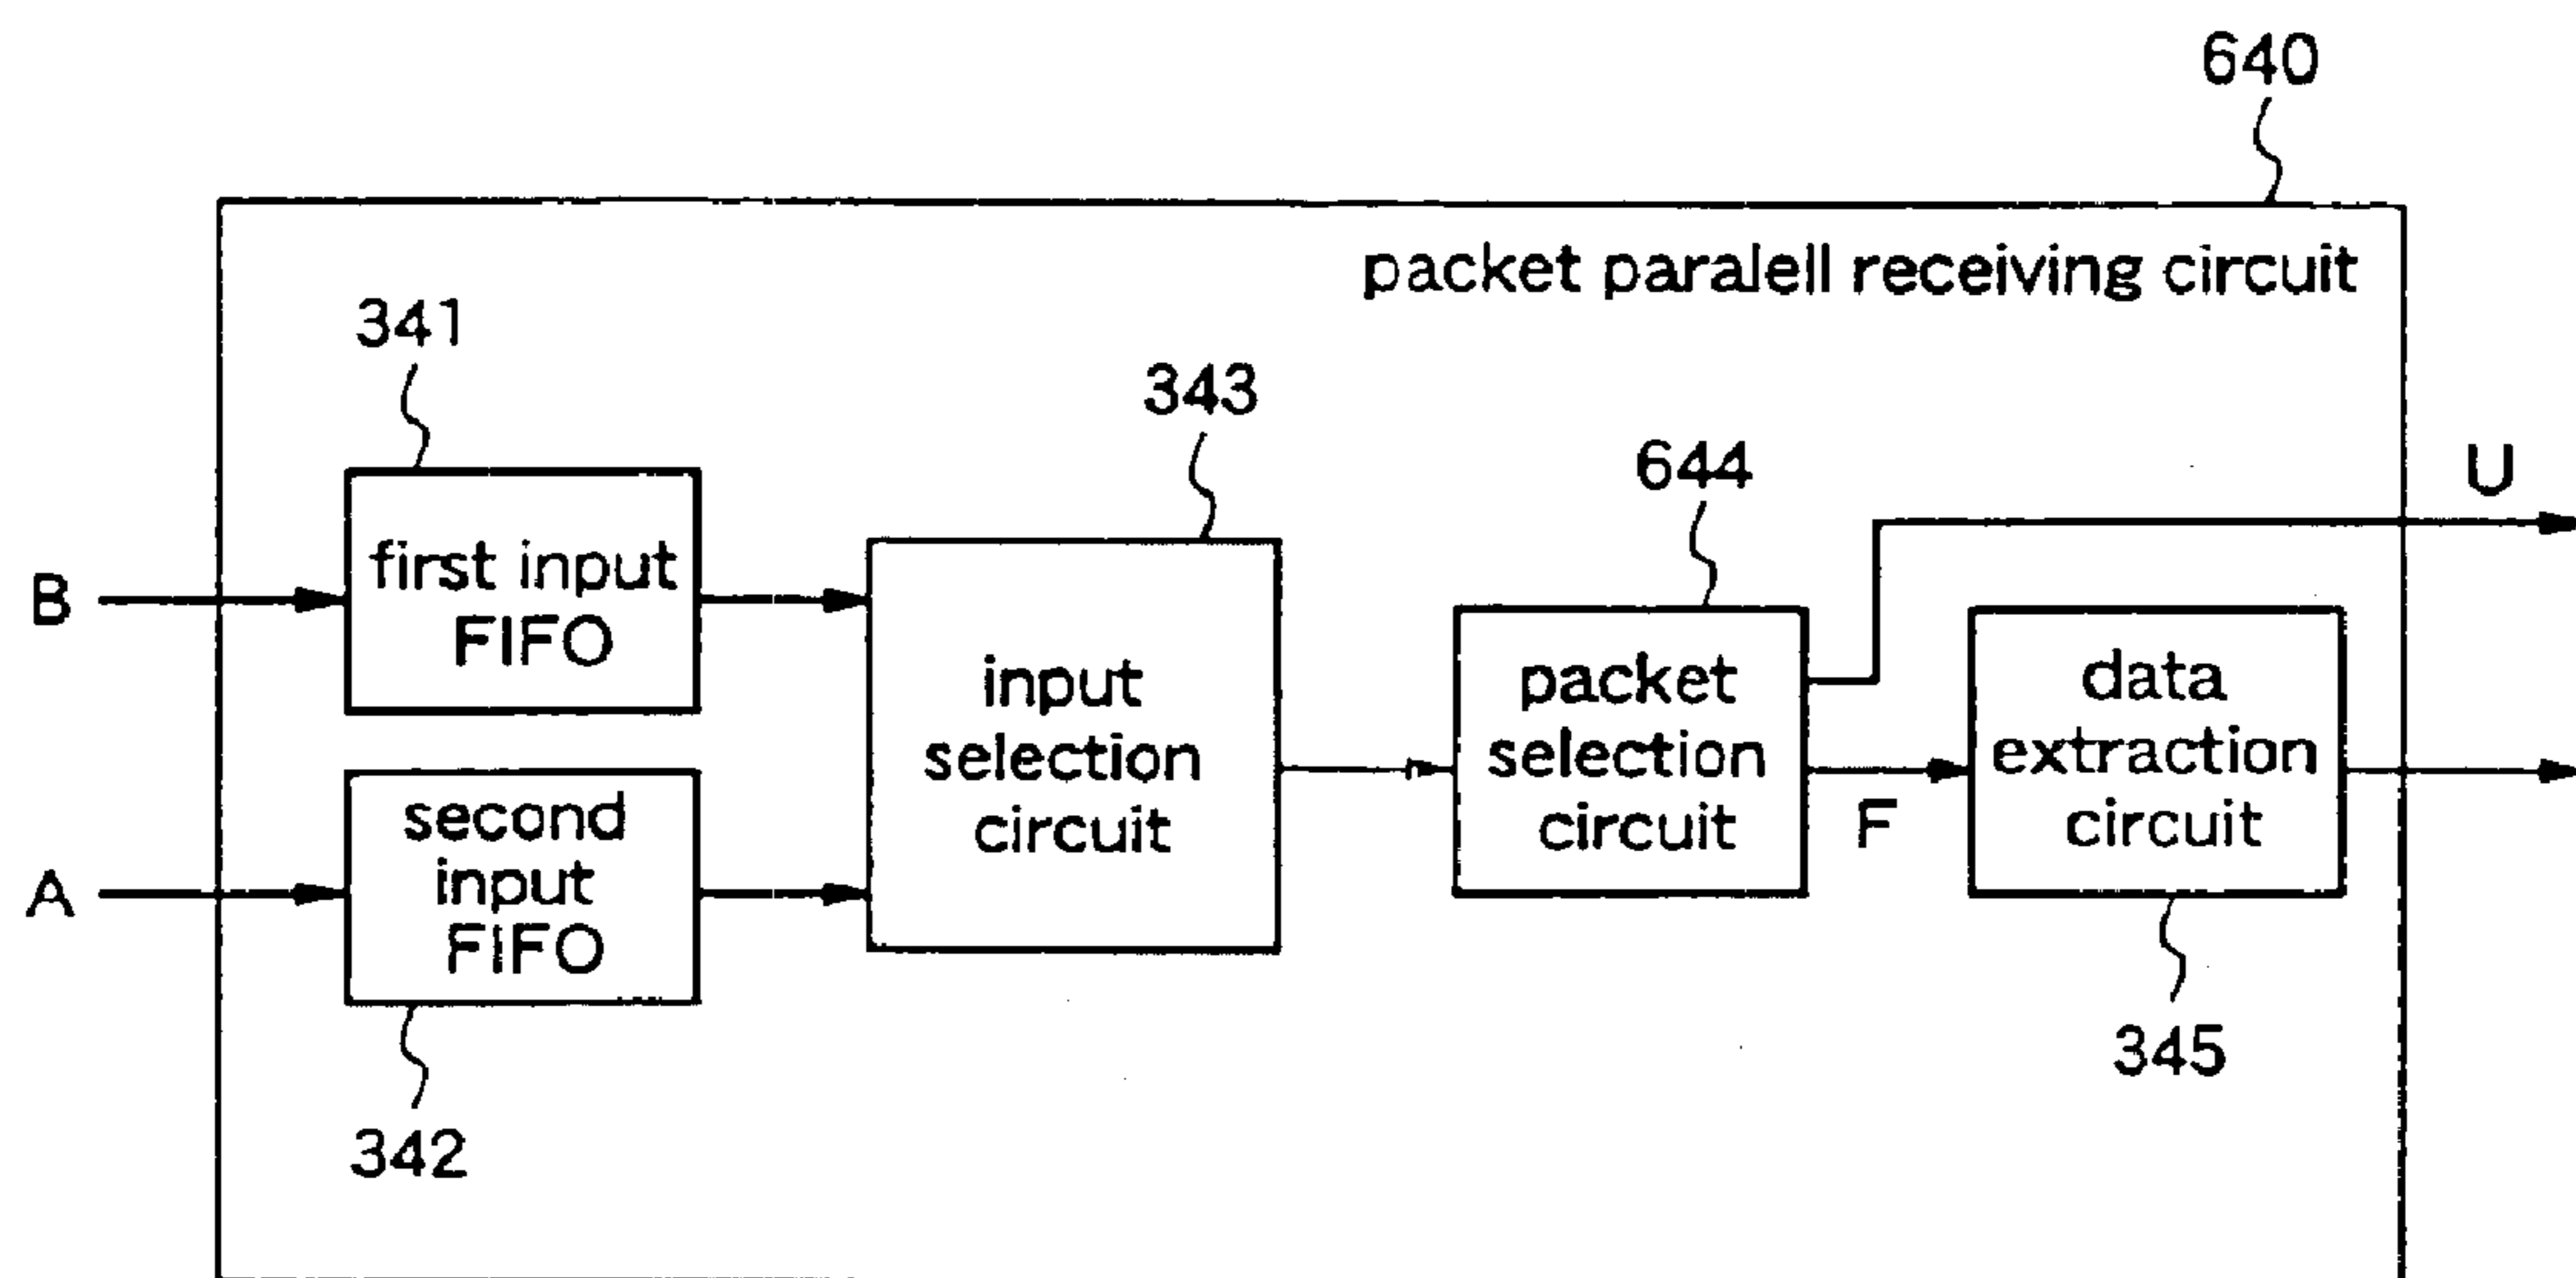 640
packet paralell receiving circuit
341
343
644
U
B
first input
FIFO
input
selection
circuit
packet
selection
circuit
F
data
extraction
circuit
A
second
input
FIFO
342
345